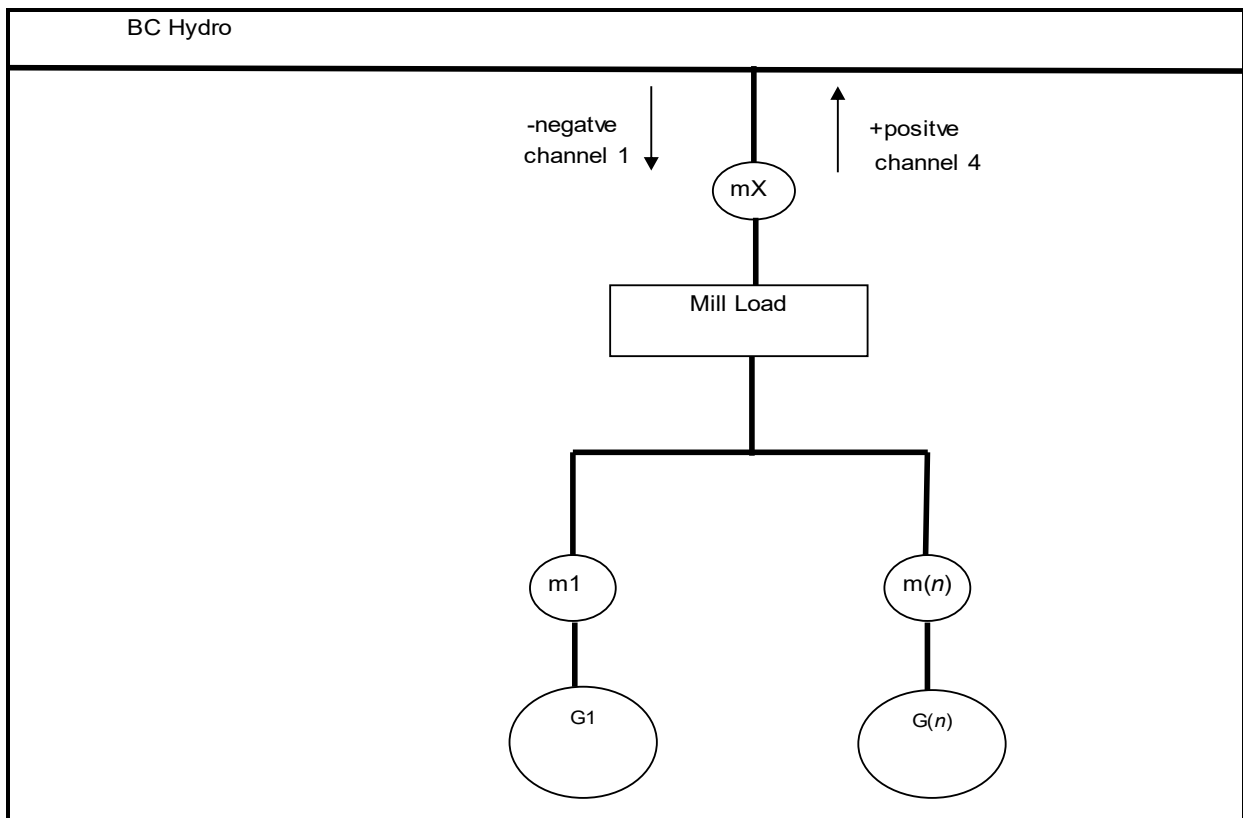 BC Hydro
-negatve
channel 1
+positve
channel 4
mX
Mill Load
m1
m(n)
G1
G(n)